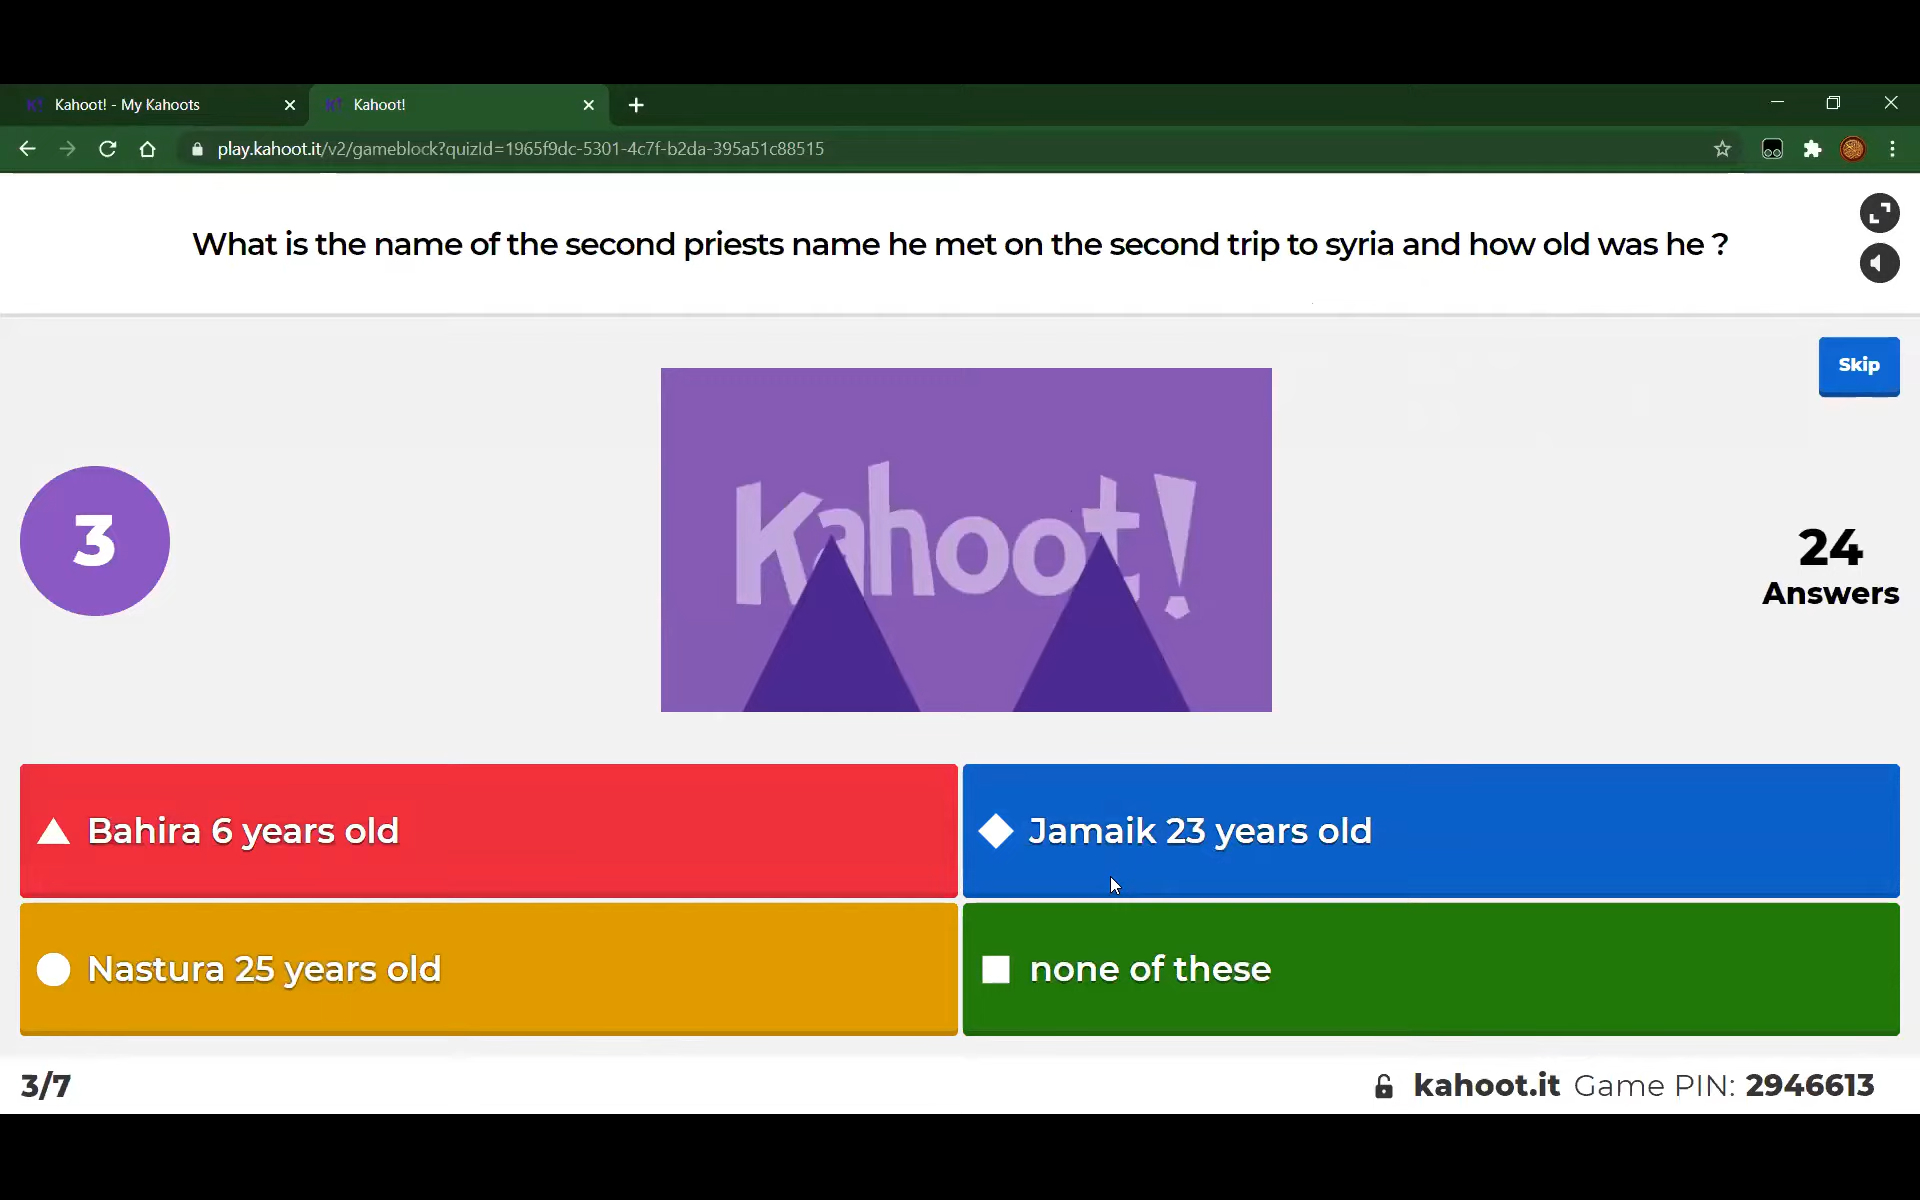 Kahoot! - My Kahoots
Kahoot!
play.kahoot.it/v2/gameblock?quizId=1965f9dc-5301-4c7f-b2da-395a51c88515
What is the name of the second priests name he met on the second trip to syria and how old was he ?
Skip
3
Kahoot!
24
Answers
Bahira 6 years old
Jamaik 23 years old
Nastura 25 years old
none of these
3/7
kahoot.it Game PIN: 2946613